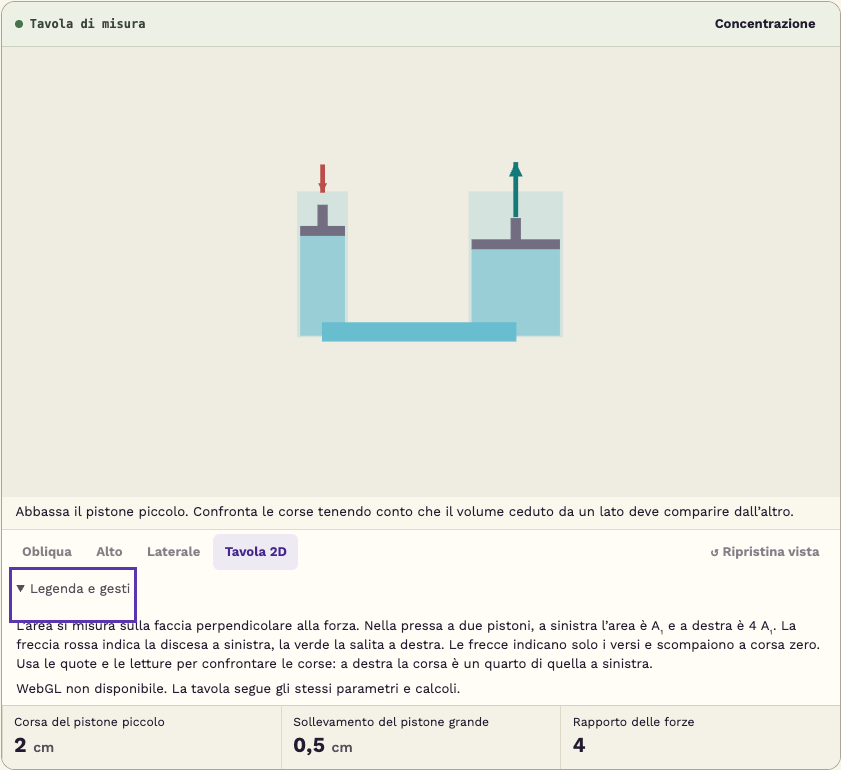 Tavola di misura
Concentrazione
Abbassa il pistone piccolo. Confronta le corse tenendo conto che il volume ceduto da un lato deve comparire dall’altro.
Obliqua Alto Laterale Tavola 2D ↺ Ripristina vista
▼ Legenda e gesti
L’area si misura sulla faccia perpendicolare alla forza. Nella pressa a due pistoni, a sinistra l’area è A₁ e a destra è 4 A₁. La
freccia rossa indica la discesa a sinistra, la verde la salita a destra. Le frecce indicano solo i versi e scompaiono a corsa zero.
Usa le quote e le letture per confrontare le corse: a destra la corsa è un quarto di quella a sinistra.
WebGL non disponibile. La tavola segue gli stessi parametri e calcoli.
Corsa del pistone piccolo
2 cm
Sollevamento del pistone grande
0,5 cm
Rapporto delle forze
4